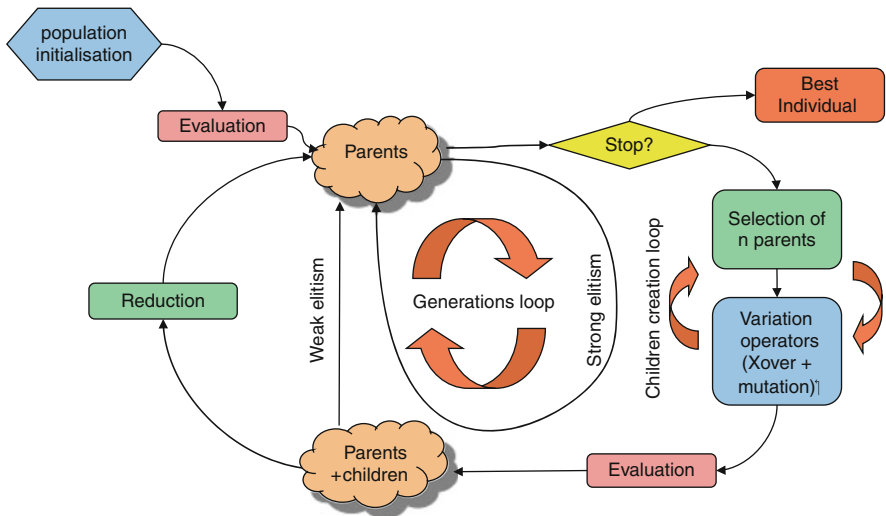 population
initialisation
Evaluation
Parents
Stop?
Best
Individual
Selection of
n parents
Children creation loop
Variation
operators
(Xover +
mutation)
Reduction
Weak elitism
Generations loop
Strong elitism
Parents
+children
Evaluation